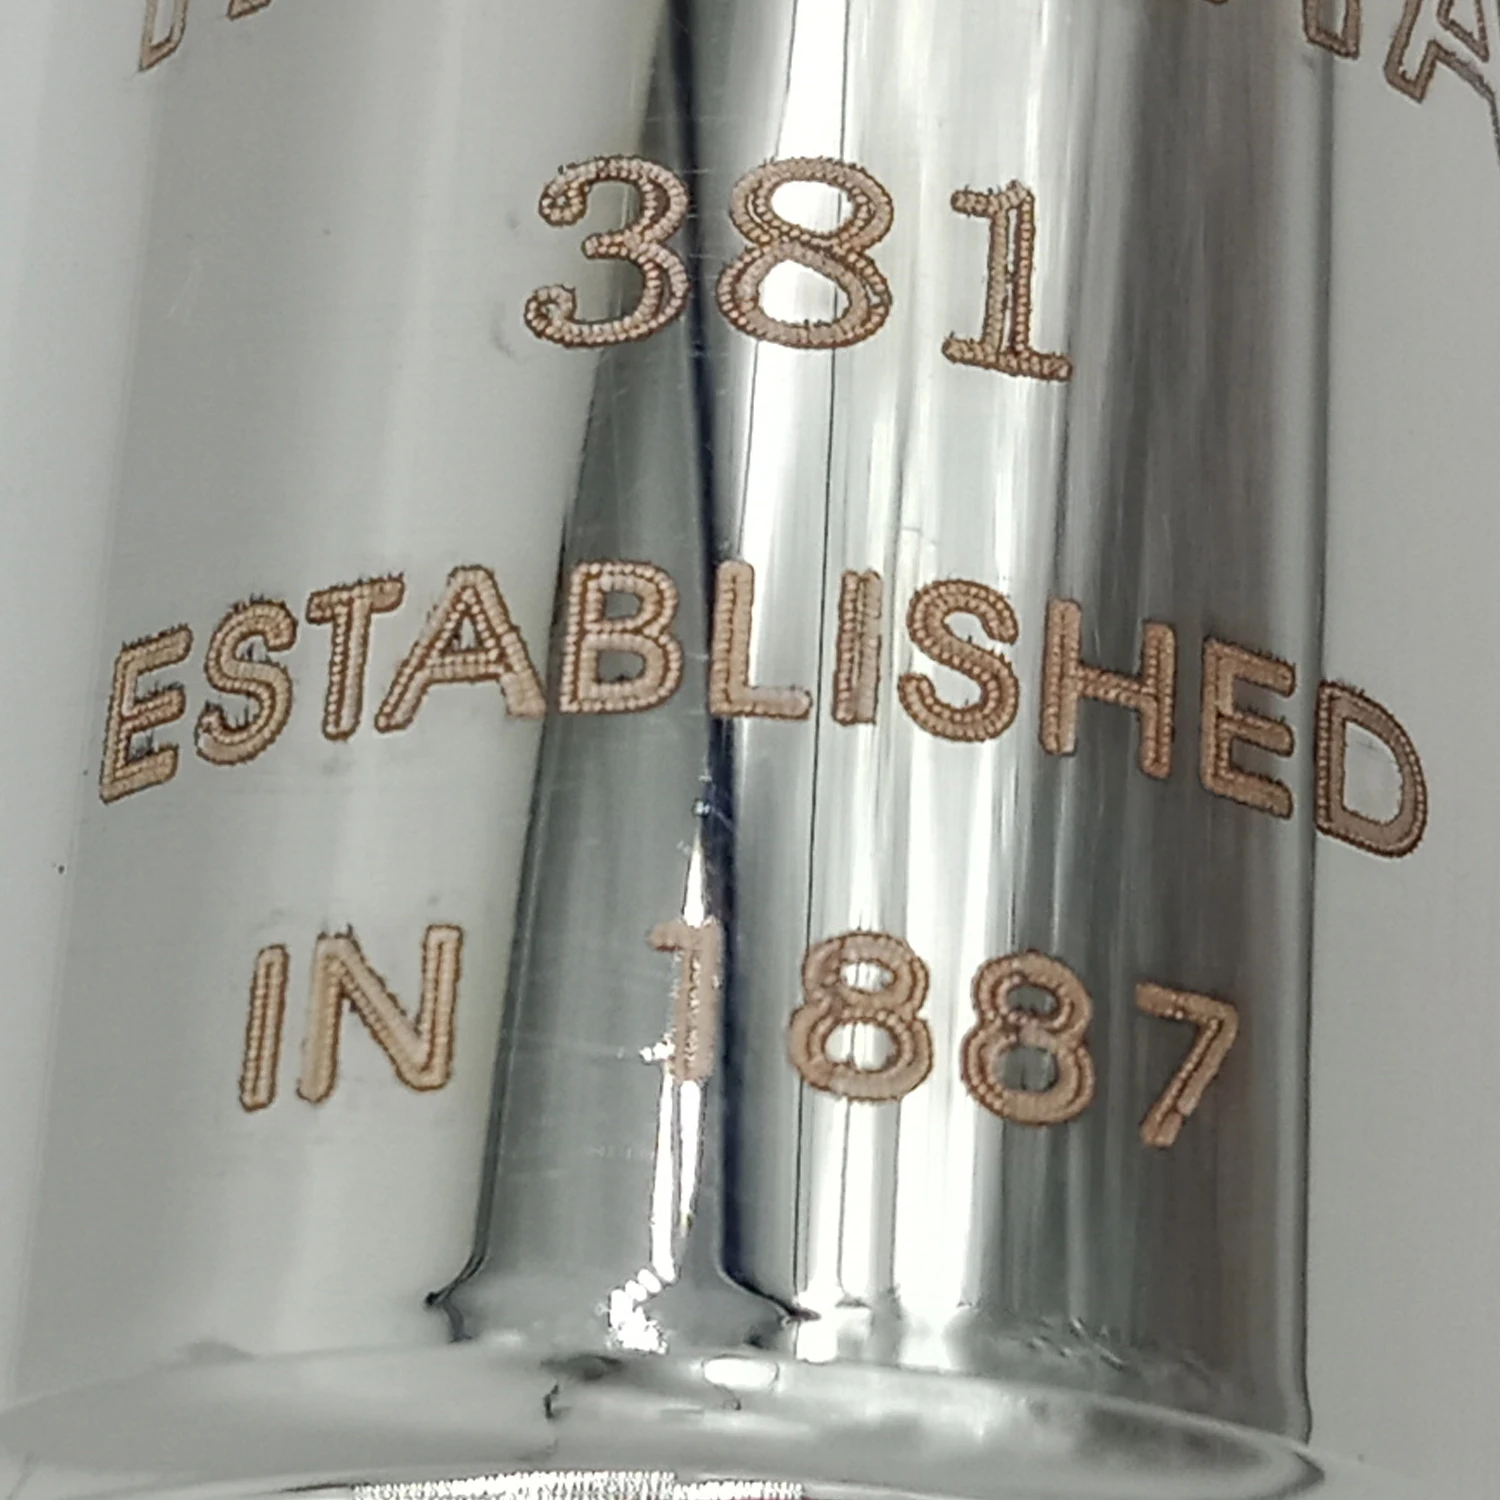 381
ESTABLISHED
IN 1887